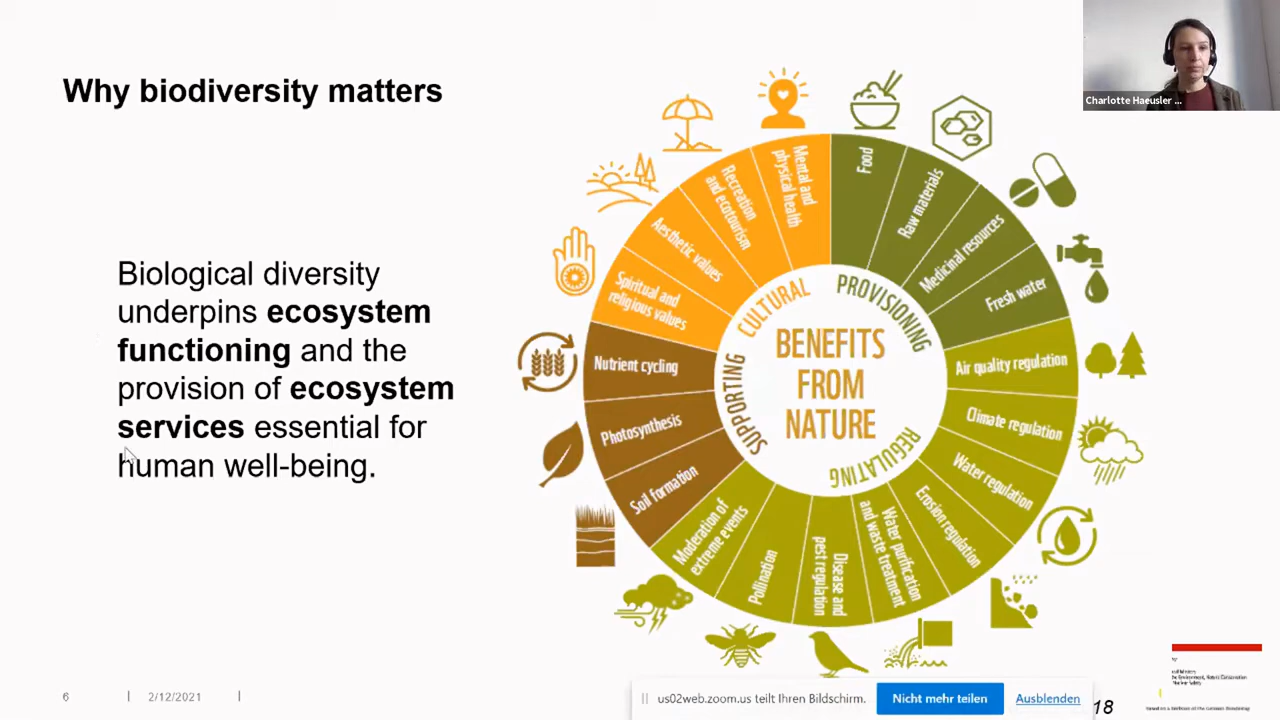 Charlotte Haeusler ...
Why biodiversity matters
Biological diversity
underpins ecosystem
functioning and the
provision of ecosystem
services essential for
human well-being.
BENEFITS
FROM
NATURE
PROVISIONING
Food
Raw materials
Medicinal resources
Fresh water
REGULATING
Air quality regulation
Climate regulation
Water regulation
Erosion regulation
Water purification
and waste treatment
Disease and
pest regulation
Pollination
Moderation of
extreme events
SUPPORTING
Soil formation
Photosynthesis
Nutrient cycling
CULTURAL
Spiritual and
religious values
Aesthetic values
Recreation
and ecotourism
Mental and
physical health
6 | 2/12/2021 |
us02web.zoom.us teilt Ihren Bildschirm.
Nicht mehr teilen
Ausblenden
18